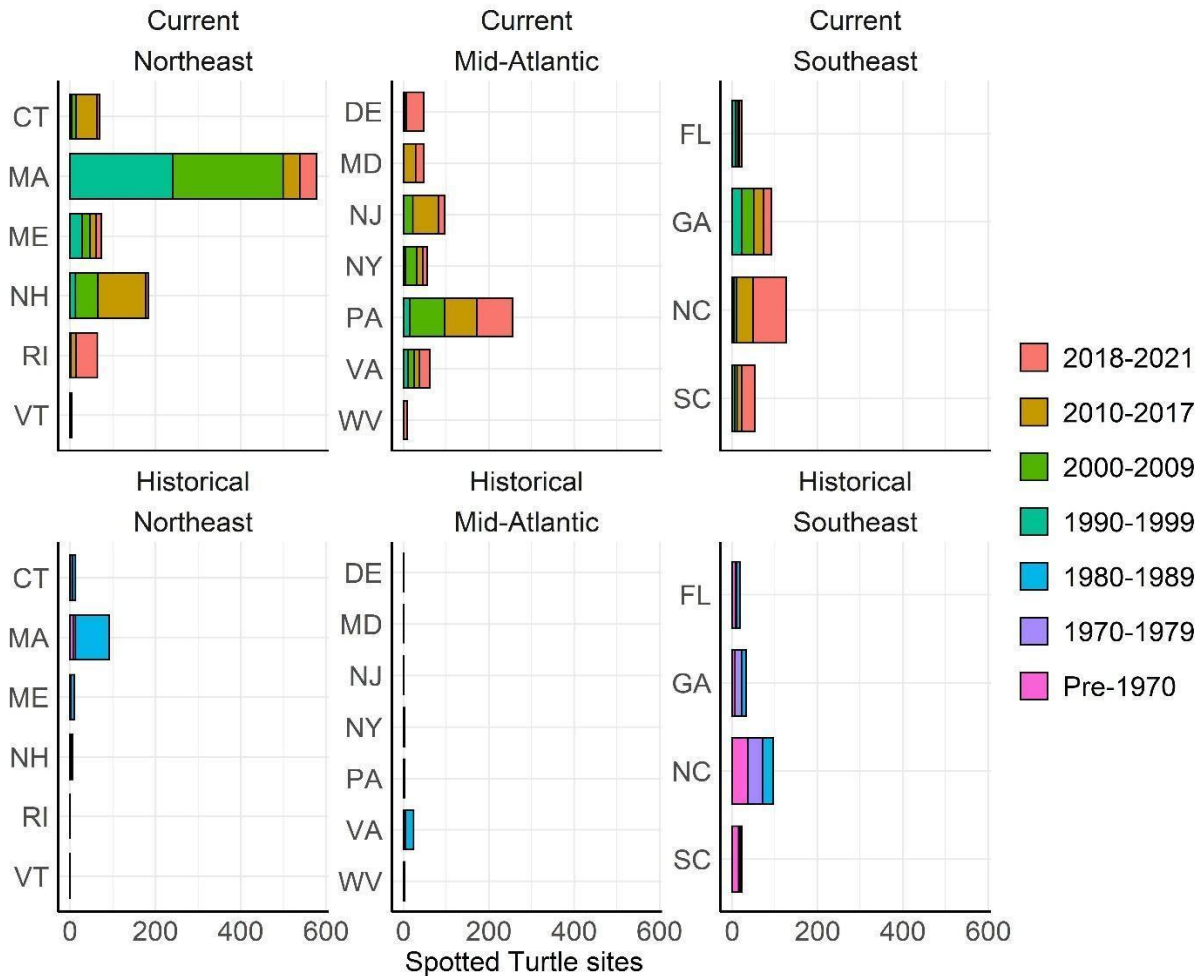 Current
Northeast
CT
MA
ME
NH
RI
VT
Current
Mid-Atlantic
DE
MD
NJ
NY
PA
VA
WV
Current
Southeast
FL
GA
NC
SC
Historical
Northeast
CT
MA
ME
NH
RI
VT
0 200 400 600
Historical
Mid-Atlantic
DE
MD
NJ
NY
PA
VA
WV
0 200 400 600
Historical
Southeast
FL
GA
NC
SC
0 200 400 600
Spotted Turtle sites
2018-2021
2010-2017
2000-2009
1990-1999
1980-1989
1970-1979
Pre-1970